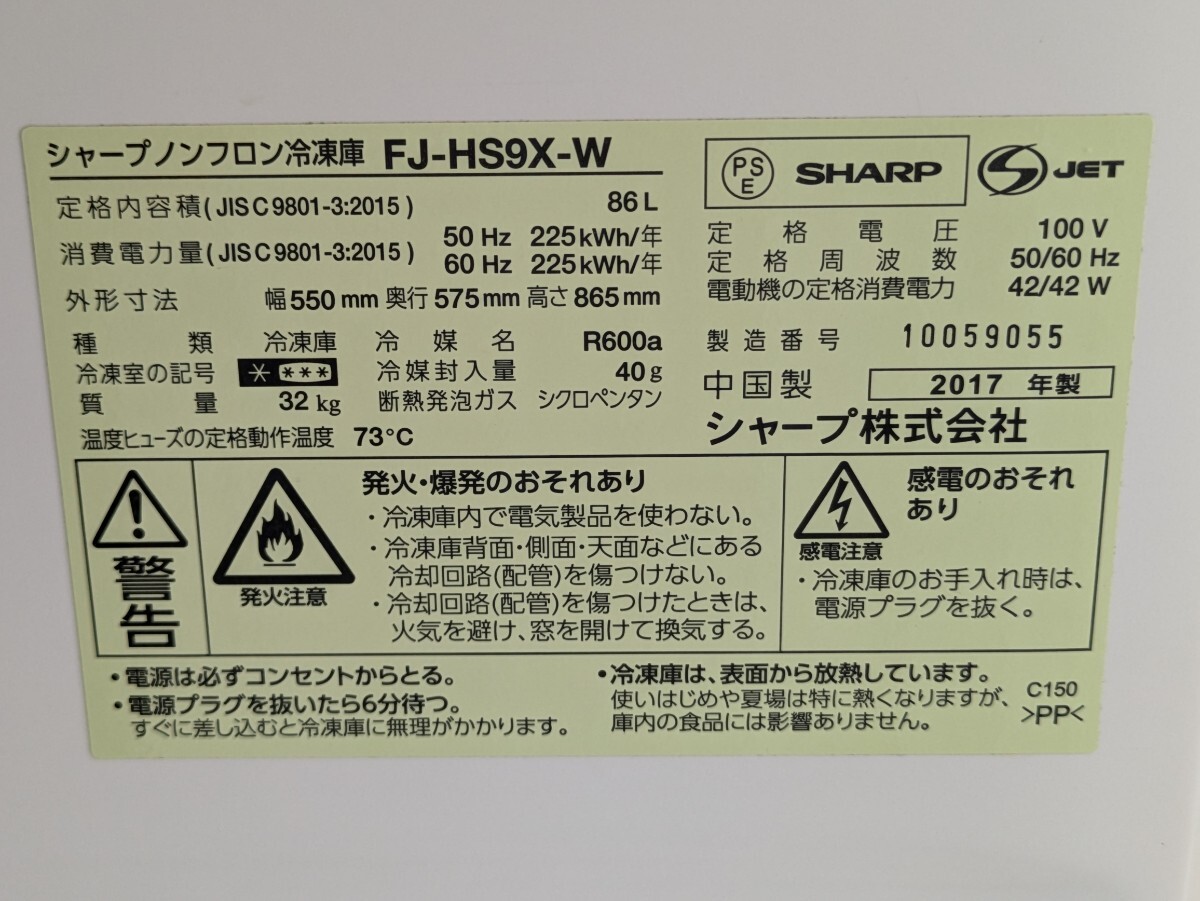 シャープノンフロン冷凍庫 FJ-HS9X-W
定格内容積(JIS C 9801-3:2015) 86 L
消費電力量(JIS C 9801-3:2015) 50 Hz 225 kWh/年
60 Hz 225 kWh/年
外形寸法 幅 550 mm 奥行 575 mm 高さ 865 mm
種類 冷凍庫 冷媒名 R600a
冷凍室の記号 * *** 冷媒封入量 40 g
質量 32 kg 断熱発泡ガス シクロペンタン
温度ヒューズの定格動作温度 73°C
PS
E
SHARP
S JET
定格電圧 100 V
定格周波数 50/60 Hz
電動機の定格消費電力 42/42 W
製造番号 10059055
中国製 2017 年製
シャープ株式会社
警告
発火注意
発火・爆発のおそれあり
・冷凍庫内で電気製品を使わない。
・冷凍庫背面・側面・天面などにある
冷却回路(配管)を傷つけない。
・冷却回路(配管)を傷つけたときは、
火気を避け、窓を開けて換気する。
感電注意
感電のおそれ
あり
・冷凍庫のお手入れ時は、
電源プラグを抜く。
・電源は必ずコンセントからとる。
・電源プラグを抜いたら6分待つ。
すぐに差し込むと冷凍庫に無理がかかります。
・冷凍庫は、表面から放熱しています。
使いはじめや夏場は特に熱くなりますが、
庫内の食品には影響ありません。
C150
>PP<